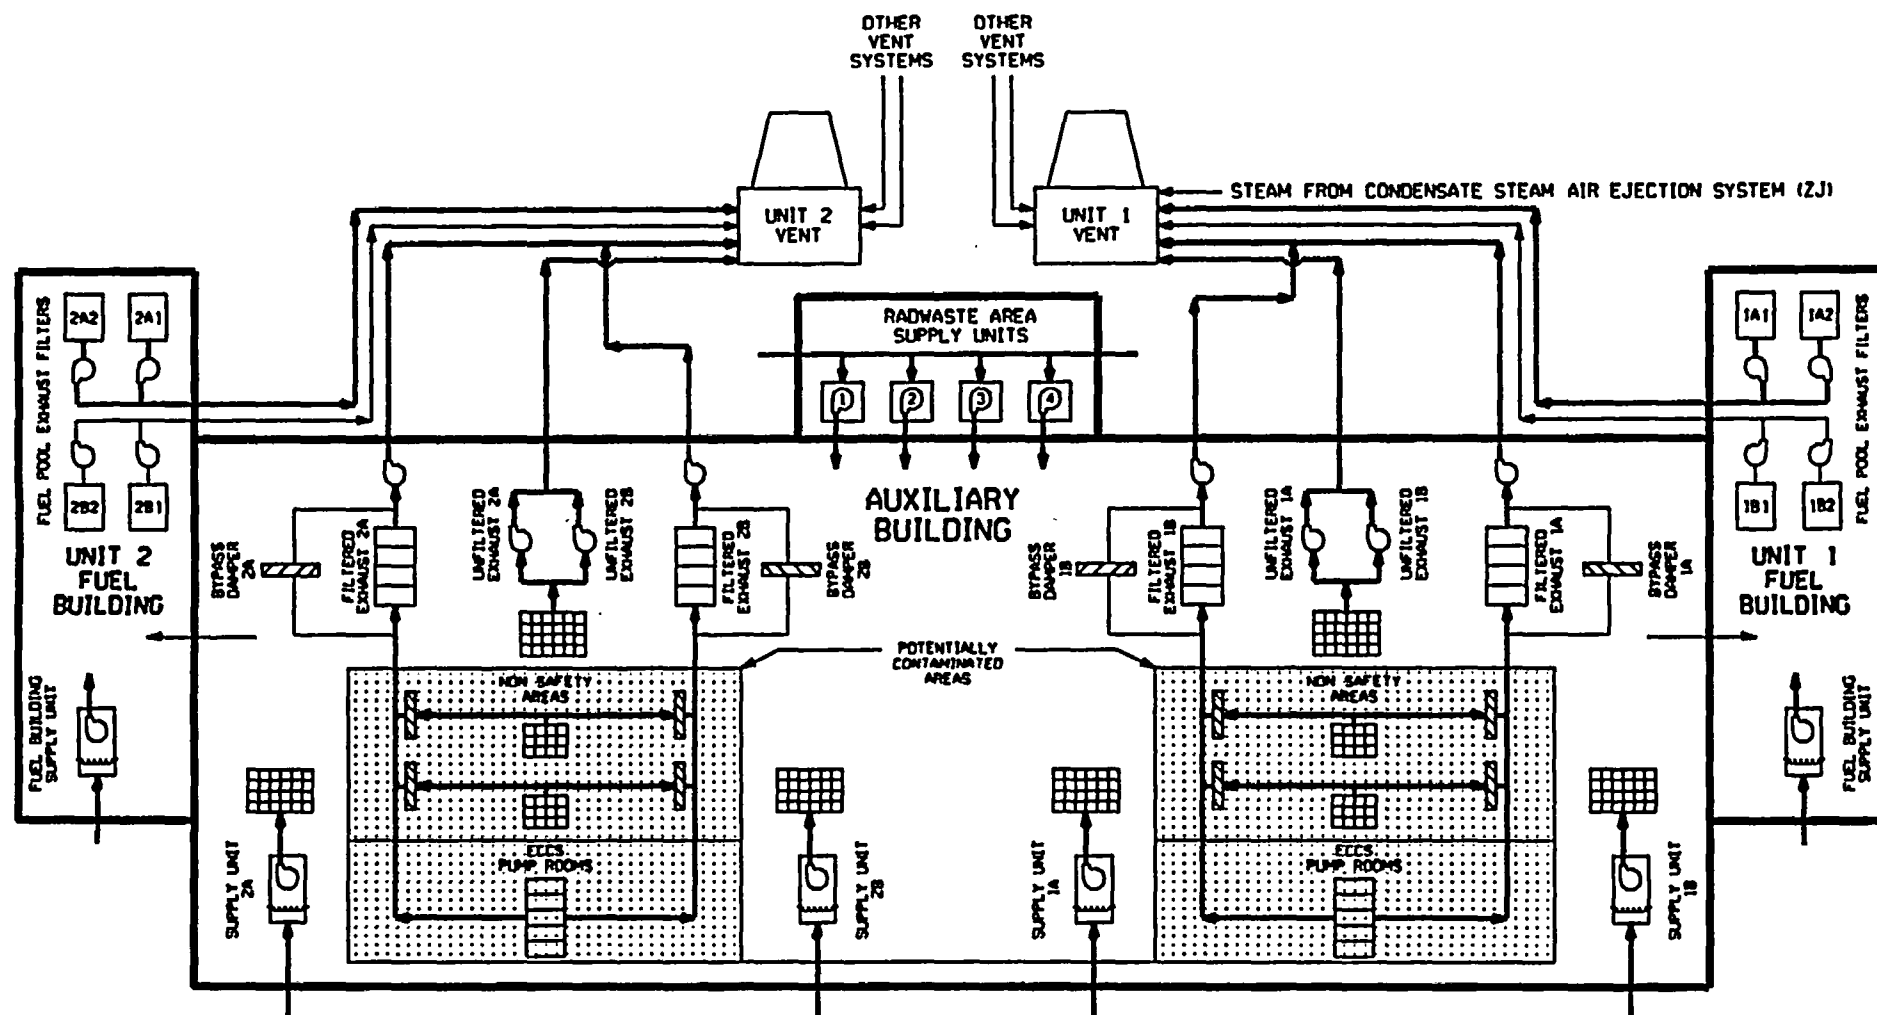 OTHER
VENT
SYSTEMS
OTHER
VENT
SYSTEMS
UNIT 2
VENT
UNIT 1
VENT
STEAM FROM CONDENSATE STEAM AIR EJECTION SYSTEM (ZJ)
RADWASTE AREA
SUPPLY UNITS
1
2
3
4
FUEL POOL EXHAUST FILTERS
2A2
2A1
2B2
2B1
UNIT 2
FUEL
BUILDING
FUEL BUILDING
SUPPLY UNIT
1A1
1A2
1B1
1B2
FUEL POOL EXHAUST FILTERS
UNIT 1
FUEL
BUILDING
FUEL BUILDING
SUPPLY UNIT
AUXILIARY
BUILDING
BYPASS
DAMPER
2A
FILTERED
EXHAUST 2A
UNFILTERED
EXHAUST 2A
UNFILTERED
EXHAUST 2B
FILTERED
EXHAUST 2B
BYPASS
DAMPER
2B
BYPASS
DAMPER
1B
FILTERED
EXHAUST 1B
UNFILTERED
EXHAUST 1A
UNFILTERED
EXHAUST 1B
FILTERED
EXHAUST 1A
BYPASS
DAMPER
1A
POTENTIALLY
CONTAMINATED
AREAS
NON SAFETY
AREAS
NON SAFETY
AREAS
ECCS
PUMP ROOMS
ECCS
PUMP ROOMS
SUPPLY UNIT
2A
SUPPLY UNIT
2B
SUPPLY UNIT
1A
SUPPLY UNIT
1B